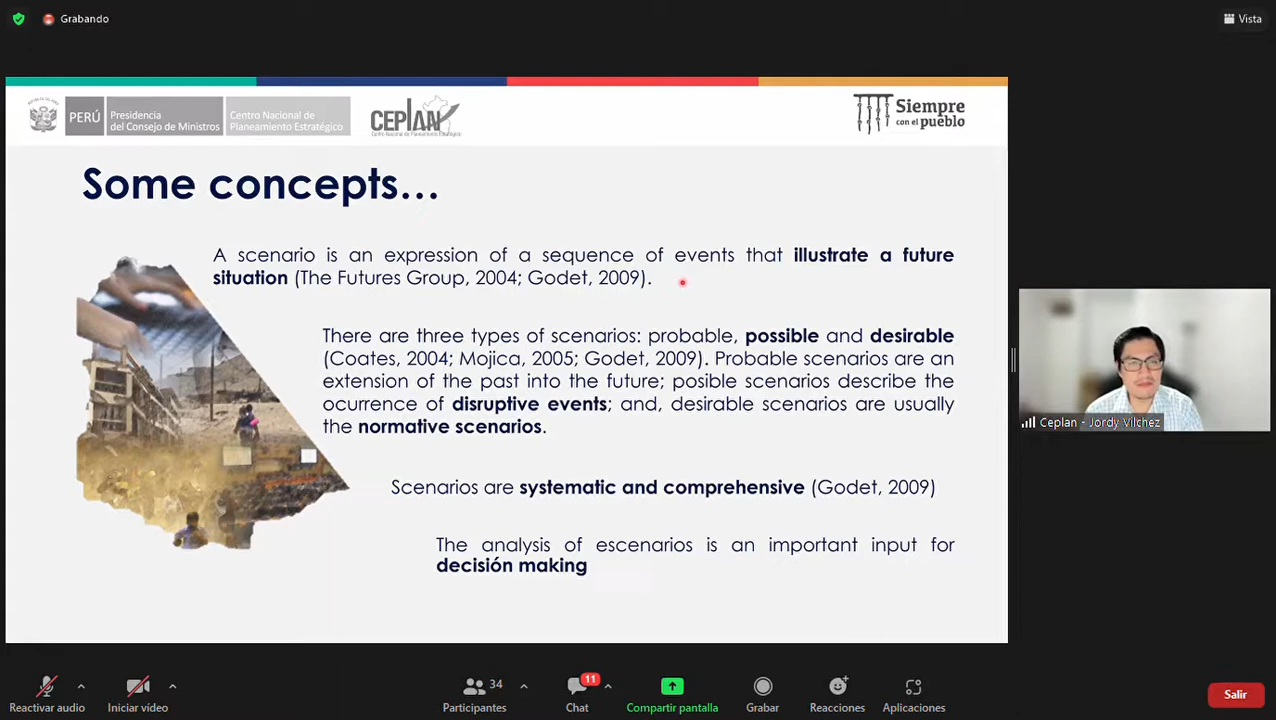 Grabando
Vista
PERÚ
Presidencia
del Consejo de Ministros
Centro Nacional de
Planeamiento Estratégico
CEPLAN
Centro Nacional de Planeamiento Estratégico
Siempre
con el pueblo
Some concepts...
A scenario is an expression of a sequence of events that illustrate a future
situation (The Futures Group, 2004; Godet, 2009).
There are three types of scenarios: probable, possible and desirable
(Coates, 2004; Mojica, 2005; Godet, 2009). Probable scenarios are an
extension of the past into the future; posible scenarios describe the
ocurrence of disruptive events; and, desirable scenarios are usually
the normative scenarios.
Scenarios are systematic and comprehensive (Godet, 2009)
The analysis of escenarios is an important input for
decisión making
Ceplan - Jordy Vilchez
Reactivar audio
Iniciar vídeo
34
Participantes
11
Chat
Compartir pantalla
Grabar
Reacciones
Aplicaciones
Salir